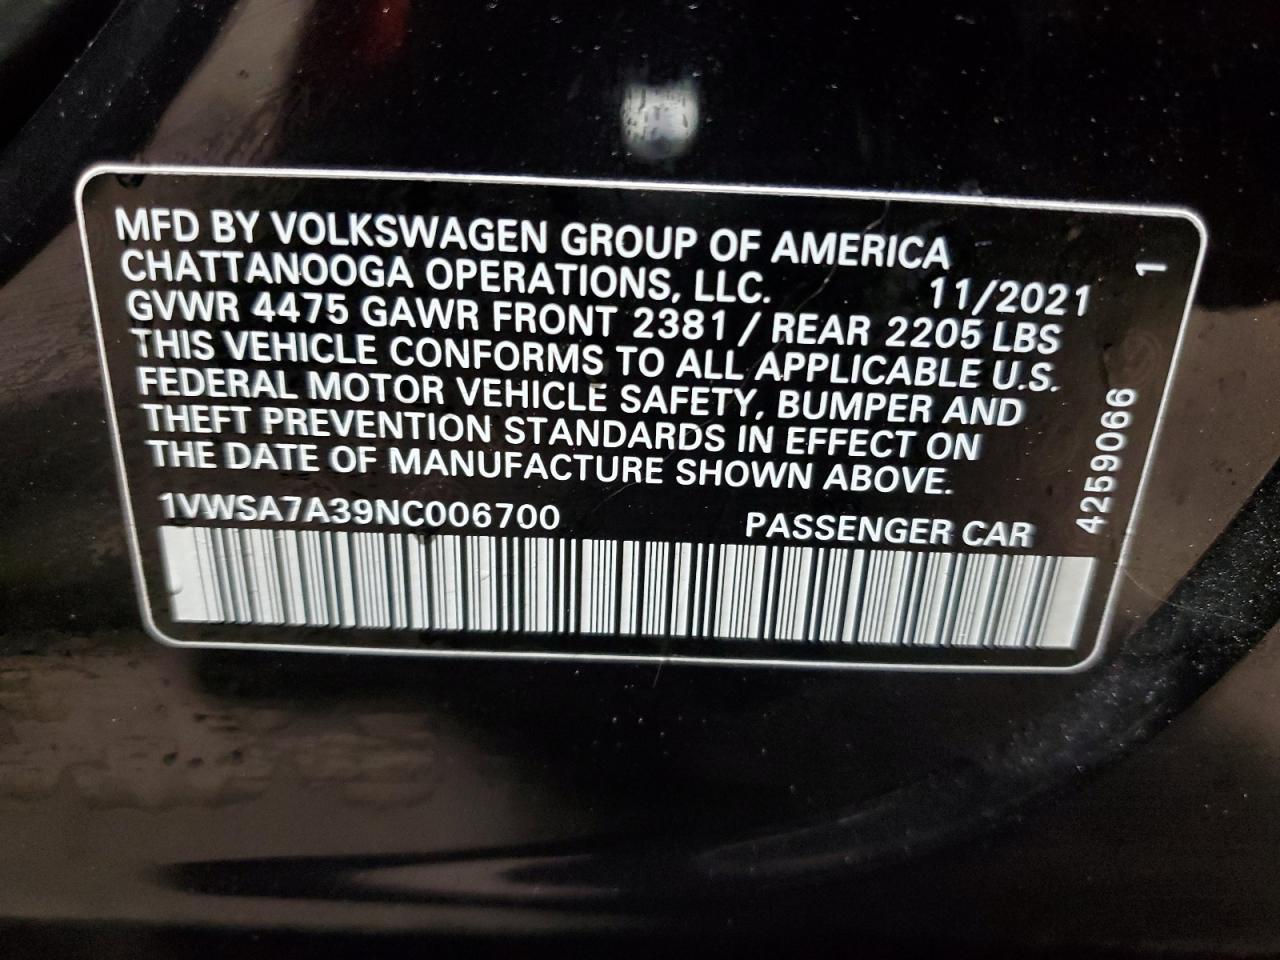 MFD BY VOLKSWAGEN GROUP OF AMERICA
CHATTANOOGA OPERATIONS, LLC. 11/2021
GVWR 4475 GAWR FRONT 2381 / REAR 2205 LBS
THIS VEHICLE CONFORMS TO ALL APPLICABLE U.S.
FEDERAL MOTOR VEHICLE SAFETY, BUMPER AND
THEFT PREVENTION STANDARDS IN EFFECT ON
THE DATE OF MANUFACTURE SHOWN ABOVE.
1VWSA7A39NC006700 PASSENGER CAR
4259066 1